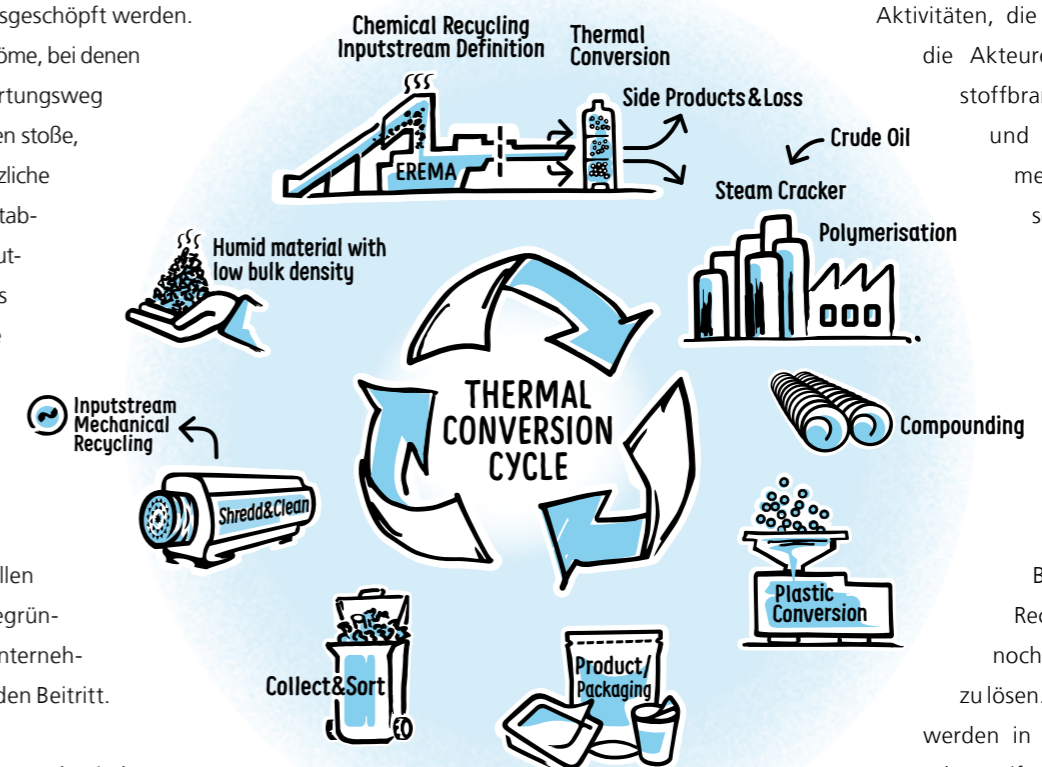 sgeschöpft werden.
öme, bei denen
rtungsweg
en stoße,
zliche
tab-
ut-
s
e
llen
egrün-
nterneh-
den Beitritt.
Chemical Recycling
Inputstream Definition
Thermal
Conversion
Side Products&Loss
EREMA
Crude Oil
Steam Cracker
Polymerisation
Humid material with
low bulk density
THERMAL
CONVERSION
CYCLE
Inputstream
Mechanical
Recycling
Compounding
Shredd&Clean
Plastic
Conversion
Collect&Sort
Product/
Packaging
Aktivitäten, die
die Akteure
stoffbran
und
me
s
B
Rec
noch
zu lösen.
werden in